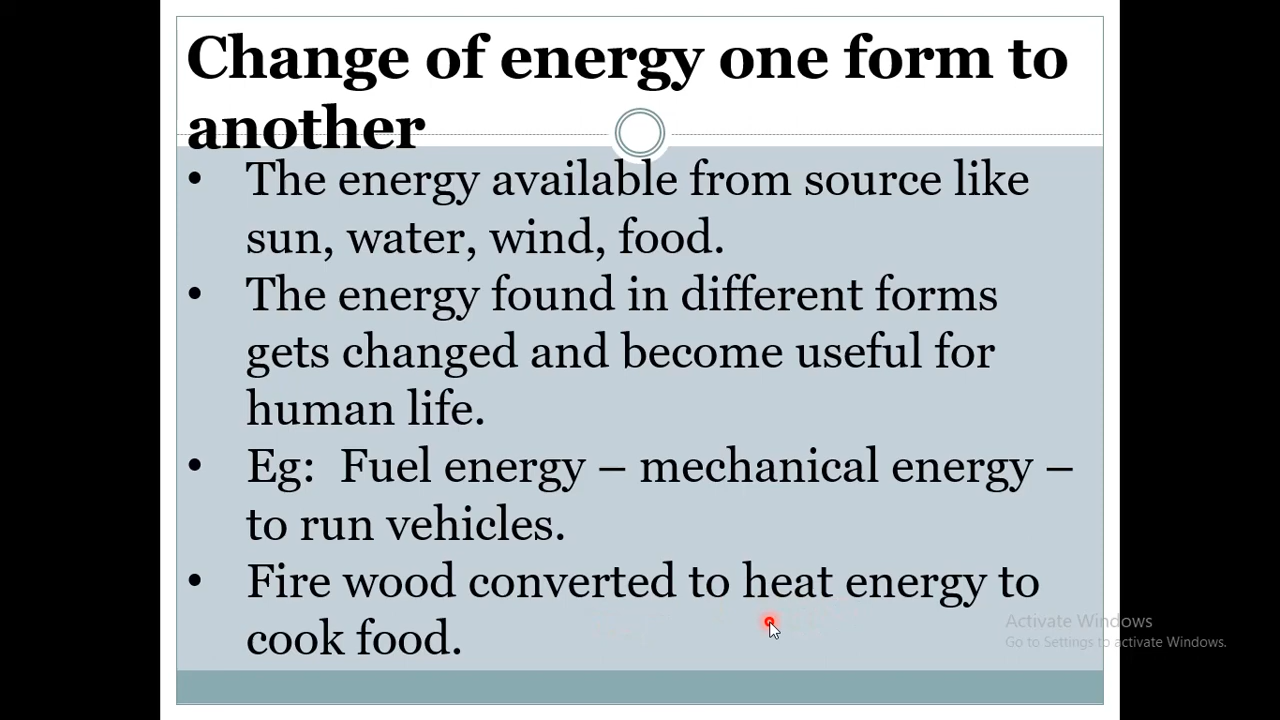 Change of energy one form to
another
• The energy available from source like
sun, water, wind, food.
• The energy found in different forms
gets changed and become useful for
human life.
• Eg:  Fuel energy – mechanical energy –
to run vehicles.
• Fire wood converted to heat energy to
cook food.
Activate Windows
Go to Settings to activate Windows.